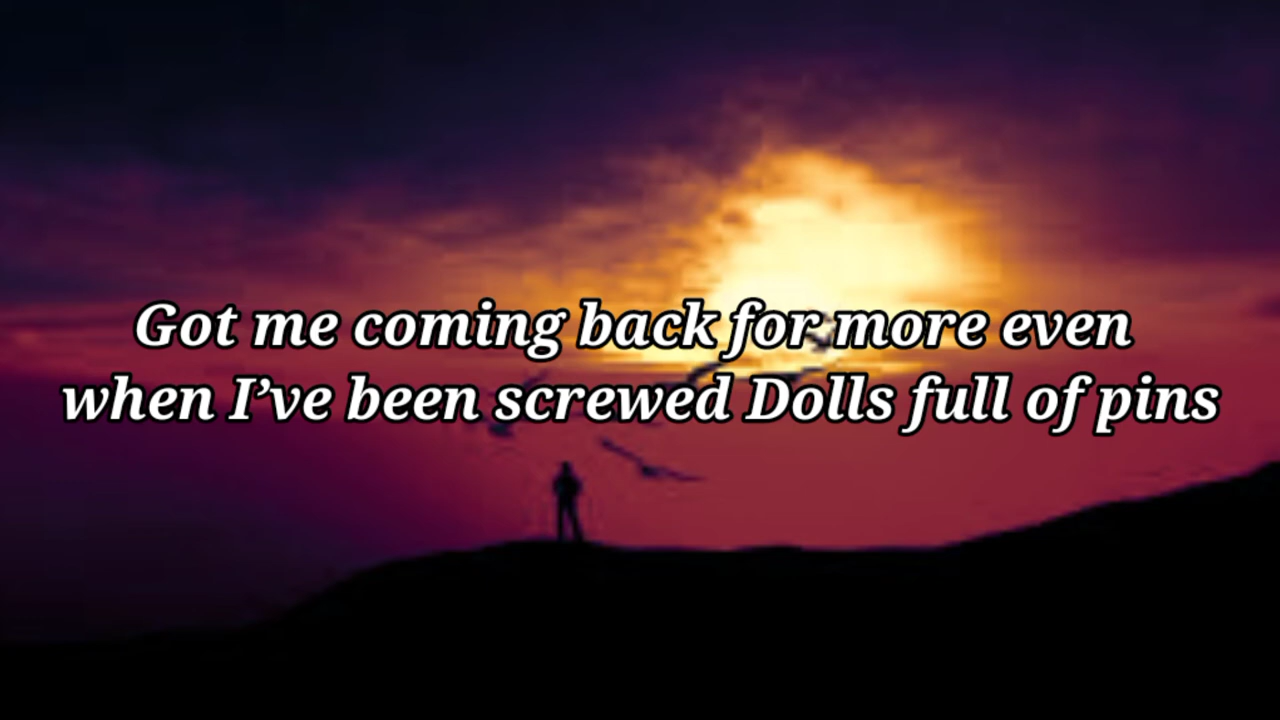 Got me coming back for more even
when I’ve been screwed Dolls full of pins